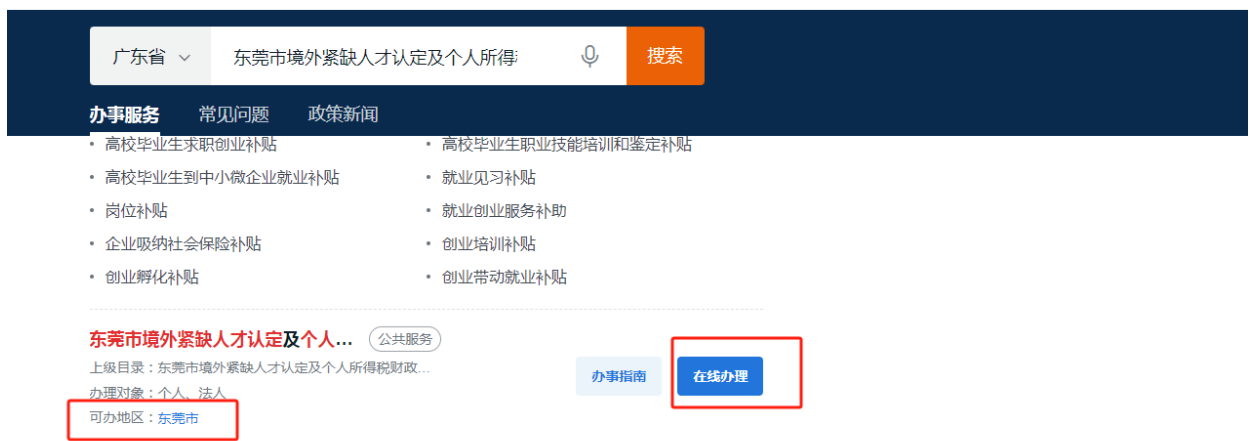 广东省 东莞市境外紧缺人才认定及个人所得 搜索
办事服务 常见问题 政策新闻
• 高校毕业生求职创业补贴 • 高校毕业生职业技能培训和鉴定补贴
• 高校毕业生到中小微企业就业补贴 • 就业见习补贴
• 岗位补贴 • 就业创业服务补助
• 企业吸纳社会保险补贴 • 创业培训补贴
• 创业孵化补贴 • 创业带动就业补贴
东莞市境外紧缺人才认定及个人... 公共服务
上级目录：东莞市境外紧缺人才认定及个人所得税财政...
办事指南 在线办理
办理对象：个人、法人
可办地区：东莞市